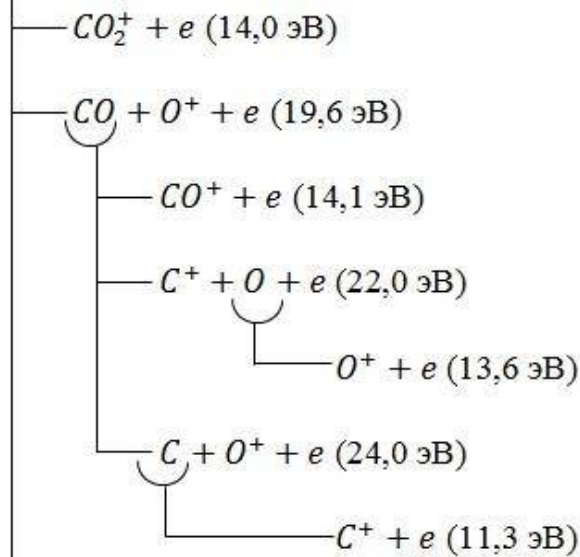 CO₂⁺ + e (14,0 эВ)
CO + O⁺ + e (19,6 эВ)
CO⁺ + e (14,1 эВ)
C⁺ + O + e (22,0 эВ)
O⁺ + e (13,6 эВ)
C + O⁺ + e (24,0 эВ)
C⁺ + e (11,3 эВ)